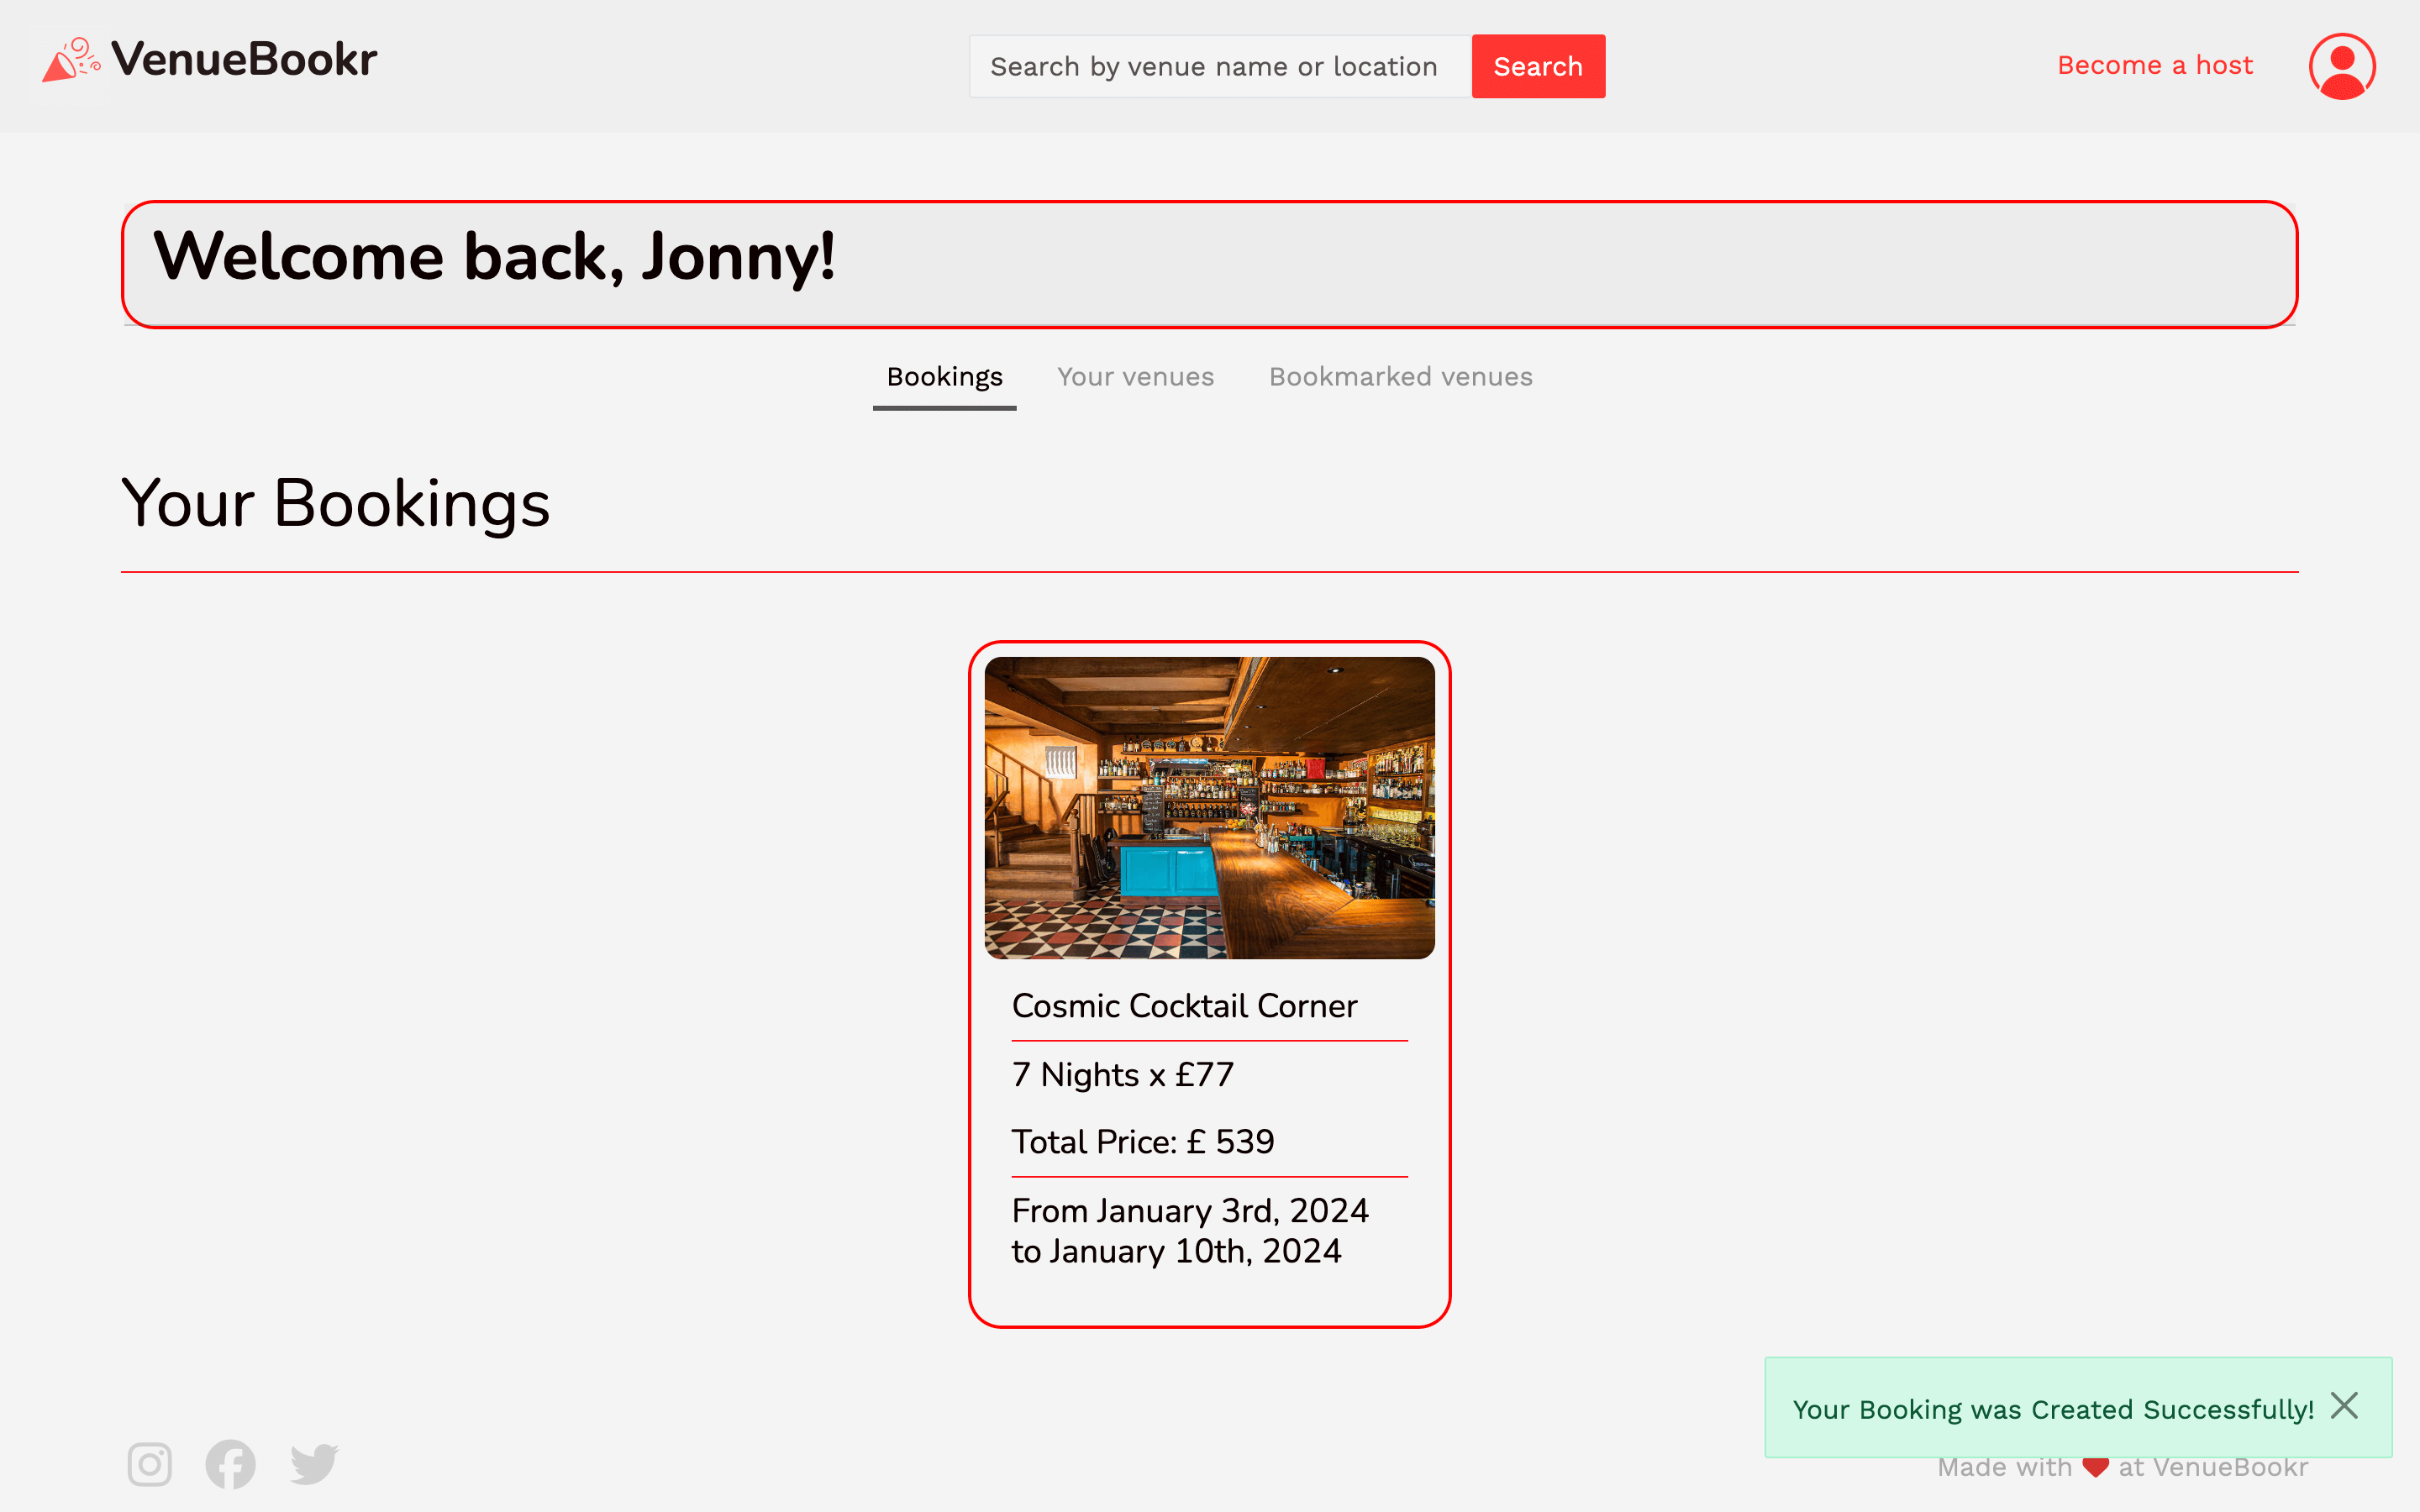 VenueBookr
Search by venue name or location
Search
Become a host
Welcome back, Jonny!
Bookings
Your venues
Bookmarked venues
Your Bookings
Cosmic Cocktail Corner
7 Nights x £77
Total Price: £ 539
From January 3rd, 2024
to January 10th, 2024
Your Booking was Created Successfully!
Made with ❤ at VenueBookr